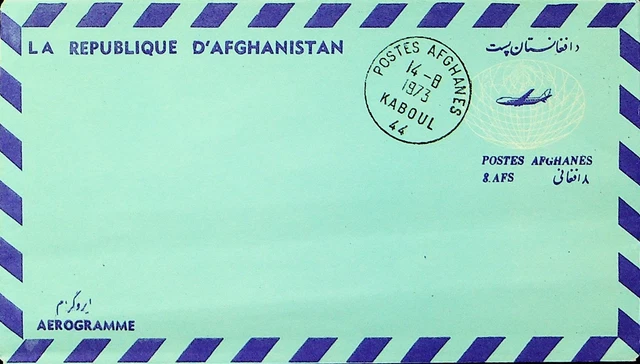 LA REPUBLIQUE D'AFGHANISTAN
POSTES AFGHANES
14-8
1973
KABOUL
44
د افغانستان پست
POSTES AFGHANES
8.AFS ۸ افغانی
ایروگرام
AEROGRAMME